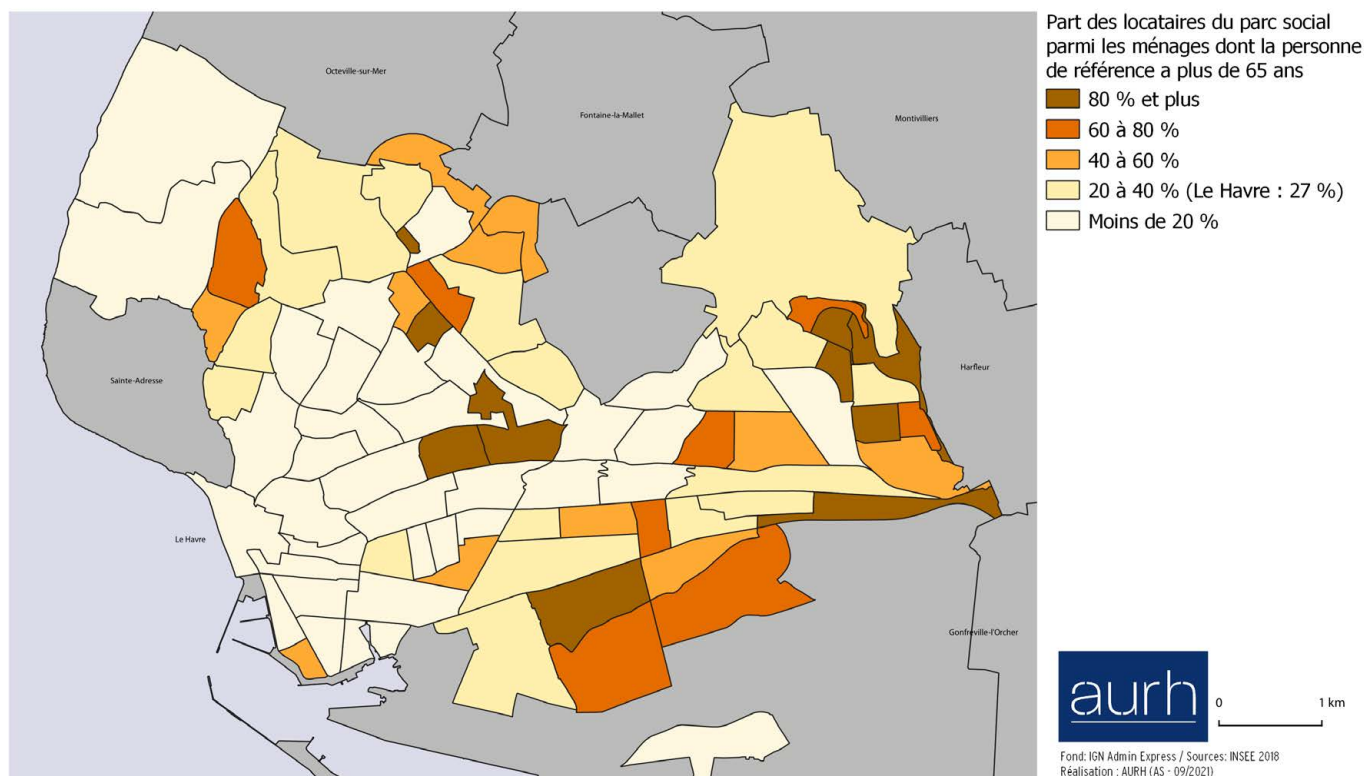 Part des locataires du parc social
parmi les ménages dont la personne
de référence a plus de 65 ans
80 % et plus
60 à 80 %
40 à 60 %
20 à 40 % (Le Havre : 27 %)
Moins de 20 %
Octeville-sur-Mer
Fontaine-la-Mallet
Montivilliers
Harfleur
Sainte-Adresse
Le Havre
Gonfreville-l'Orcher
aurh
0 1 km
Fond: IGN Admin Express / Sources: INSEE 2018
Réalisation : AURH (AS - 09/2021)